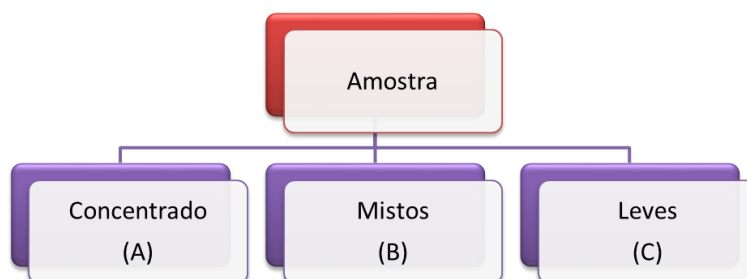 Amostra
Concentrado
(A)
Mistos
(B)
Leves
(C)